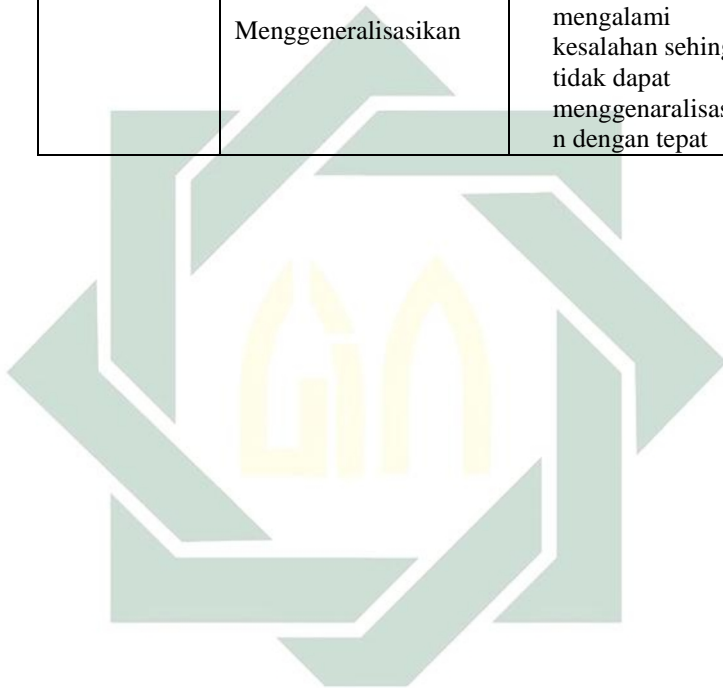 Menggeneralisasikan
mengalami
kesalahan sehing
tidak dapat
menggenaralisas
n dengan tepat